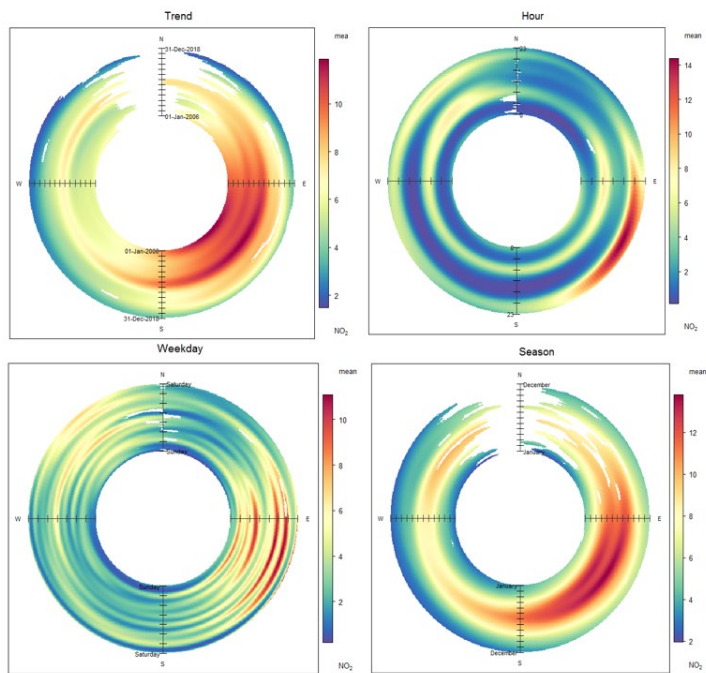 Trend
mea
N
31-Dec-2018
01-Jan-2006
W
E
01-Jan-2006
31-Dec-2018
S
10
8
6
4
2
NO₂
Hour
mean
N
23
0
W
E
0
23
S
14
12
10
8
6
4
2
NO₂
Weekday
mean
N
Saturday
Sunday
W
E
Sunday
Saturday
S
10
8
6
4
2
NO₂
Season
mean
N
December
January
W
E
January
December
S
12
10
8
6
4
2
NO₂